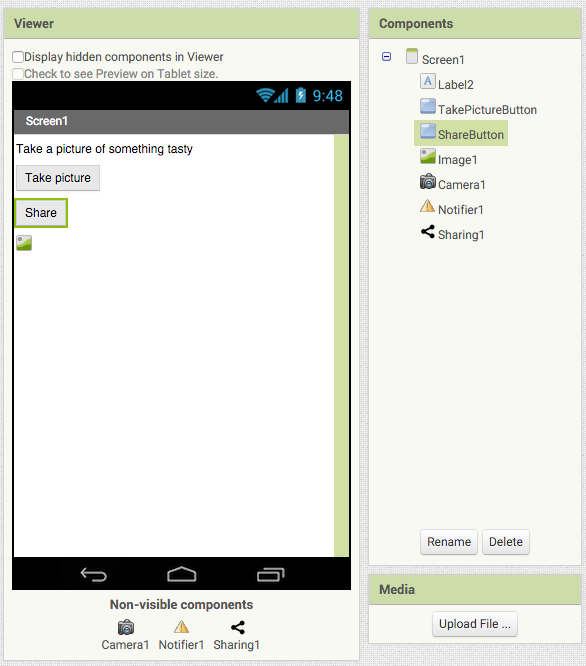 Viewer
Display hidden components in Viewer
Check to see Preview on Tablet size.
9:48
Screen1
Take a picture of something tasty
Take picture
Share
Non-visible components
Camera1 Notifier1 Sharing1
Components
Screen1
A Label2
TakePictureButton
ShareButton
Image1
Camera1
Notifier1
Sharing1
Rename Delete
Media
Upload File ...